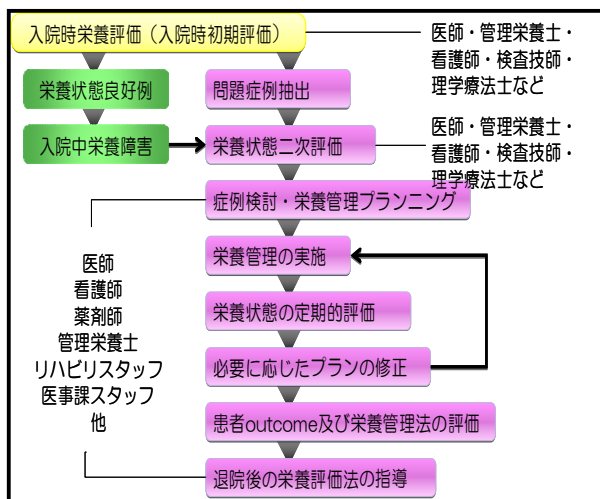 入院時栄養評価（入院時初期評価）
医師・管理栄養士・
看護師・検査技師・
理学療法士など
栄養状態良好例
問題症例抽出
入院中栄養障害
栄養状態二次評価
医師・管理栄養士・
看護師・検査技師・
理学療法士など
症例検討・栄養管理プランニング
栄養管理の実施
医師
看護師
薬剤師
管理栄養士
リハビリスタッフ
医事課スタッフ
他
栄養状態の定期的評価
必要に応じたプランの修正
患者outcome及び栄養管理法の評価
退院後の栄養評価法の指導